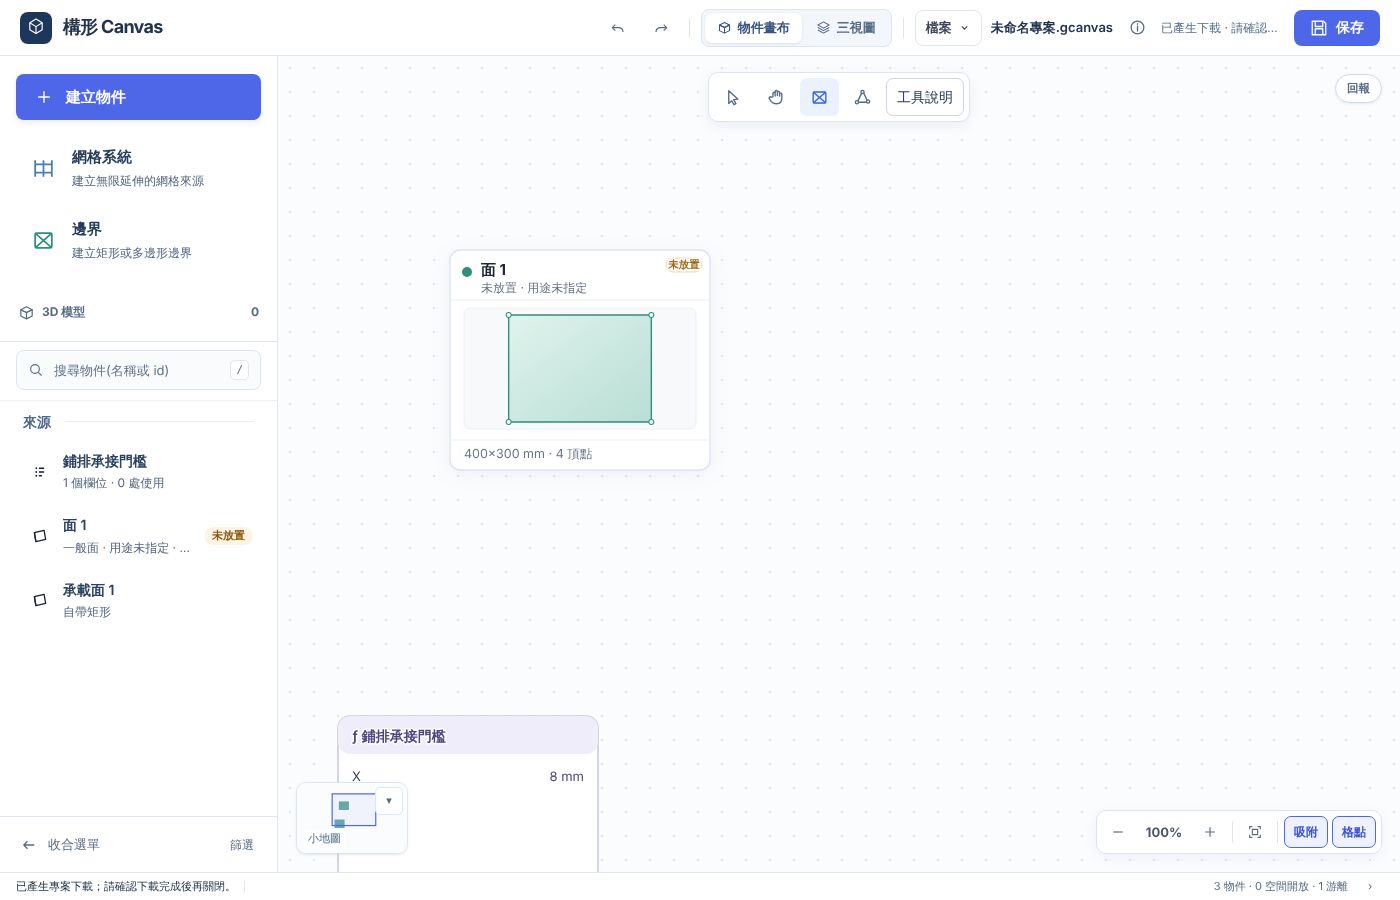 構形 Canvas
物件畫布
三視圖
檔案
未命名專案.gcanvas
已產生下載 · 請確認...
保存
建立物件
網格系統
建立無限延伸的網格來源
邊界
建立矩形或多邊形邊界
3D 模型
0
搜尋物件(名稱或 id)
/
來源
鋪排承接門檻
1 個欄位 · 0 處使用
面 1
一般面 · 用途未指定 · ...
未放置
承載面 1
自帶矩形
收合選單
篩選
工具說明
回報
面 1
未放置
未放置 · 用途未指定
400×300 mm · 4 頂點
ƒ 鋪排承接門檻
X
8 mm
小地圖
100%
吸附
格點
已產生專案下載；請確認下載完成後再關閉。
3 物件 · 0 空間開放 · 1 游離